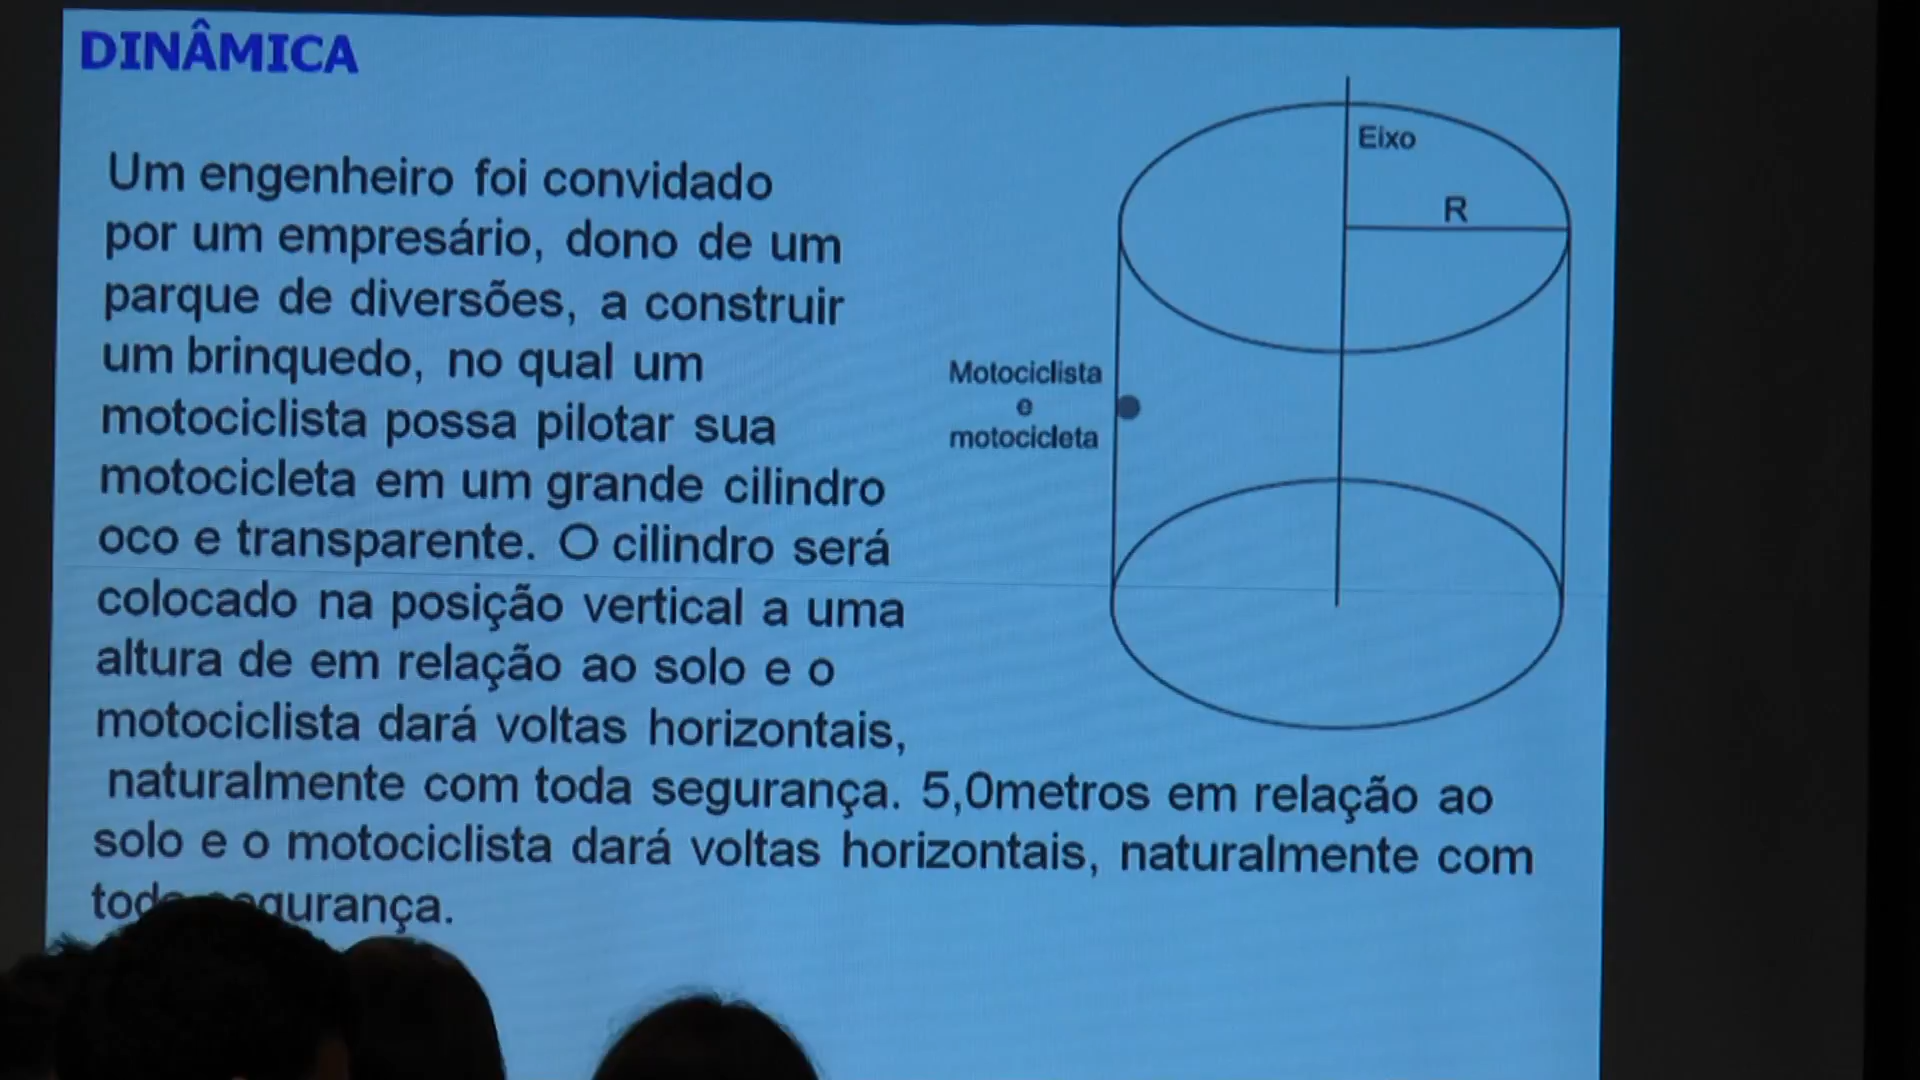 DINÂMICA
Um engenheiro foi convidado
por um empresário, dono de um
parque de diversões, a construir
um brinquedo, no qual um
motociclista possa pilotar sua
motocicleta em um grande cilindro
oco e transparente. O cilindro será
colocado na posição vertical a uma
altura de em relação ao solo e o
motociclista dará voltas horizontais,
naturalmente com toda segurança. 5,0metros em relação ao
solo e o motociclista dará voltas horizontais, naturalmente com
toda segurança.
Eixo
R
Motociclista
e
motocicleta